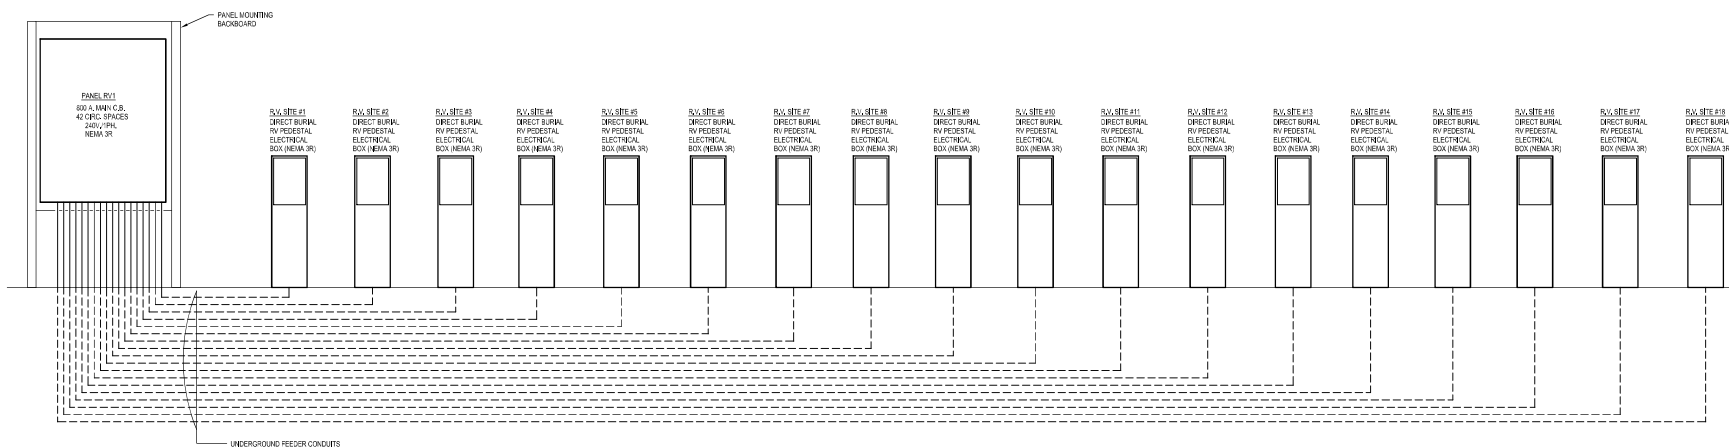 PANEL MOUNTING
BACKBOARD
PANEL RV1
600 A. MAIN C.B.
42 CIRC. SPACES
240V, 1PH.
NEMA 3R
R.V. SITE #1
DIRECT BURIAL
RV PEDESTAL
ELECTRICAL
BOX (NEMA 3R)
R.V. SITE #2
DIRECT BURIAL
RV PEDESTAL
ELECTRICAL
BOX (NEMA 3R)
R.V. SITE #3
DIRECT BURIAL
RV PEDESTAL
ELECTRICAL
BOX (NEMA 3R)
R.V. SITE #4
DIRECT BURIAL
RV PEDESTAL
ELECTRICAL
BOX (NEMA 3R)
R.V. SITE #5
DIRECT BURIAL
RV PEDESTAL
ELECTRICAL
BOX (NEMA 3R)
R.V. SITE #6
DIRECT BURIAL
RV PEDESTAL
ELECTRICAL
BOX (NEMA 3R)
R.V. SITE #7
DIRECT BURIAL
RV PEDESTAL
ELECTRICAL
BOX (NEMA 3R)
R.V. SITE #8
DIRECT BURIAL
RV PEDESTAL
ELECTRICAL
BOX (NEMA 3R)
R.V. SITE #9
DIRECT BURIAL
RV PEDESTAL
ELECTRICAL
BOX (NEMA 3R)
R.V. SITE #10
DIRECT BURIAL
RV PEDESTAL
ELECTRICAL
BOX (NEMA 3R)
R.V. SITE #11
DIRECT BURIAL
RV PEDESTAL
ELECTRICAL
BOX (NEMA 3R)
R.V. SITE #12
DIRECT BURIAL
RV PEDESTAL
ELECTRICAL
BOX (NEMA 3R)
R.V. SITE #13
DIRECT BURIAL
RV PEDESTAL
ELECTRICAL
BOX (NEMA 3R)
R.V. SITE #14
DIRECT BURIAL
RV PEDESTAL
ELECTRICAL
BOX (NEMA 3R)
R.V. SITE #15
DIRECT BURIAL
RV PEDESTAL
ELECTRICAL
BOX (NEMA 3R)
R.V. SITE #16
DIRECT BURIAL
RV PEDESTAL
ELECTRICAL
BOX (NEMA 3R)
R.V. SITE #17
DIRECT BURIAL
RV PEDESTAL
ELECTRICAL
BOX (NEMA 3R)
R.V. SITE #18
DIRECT BURIAL
RV PEDESTAL
ELECTRICAL
BOX (NEMA 3R
UNDERGROUND FEEDER CONDUITS